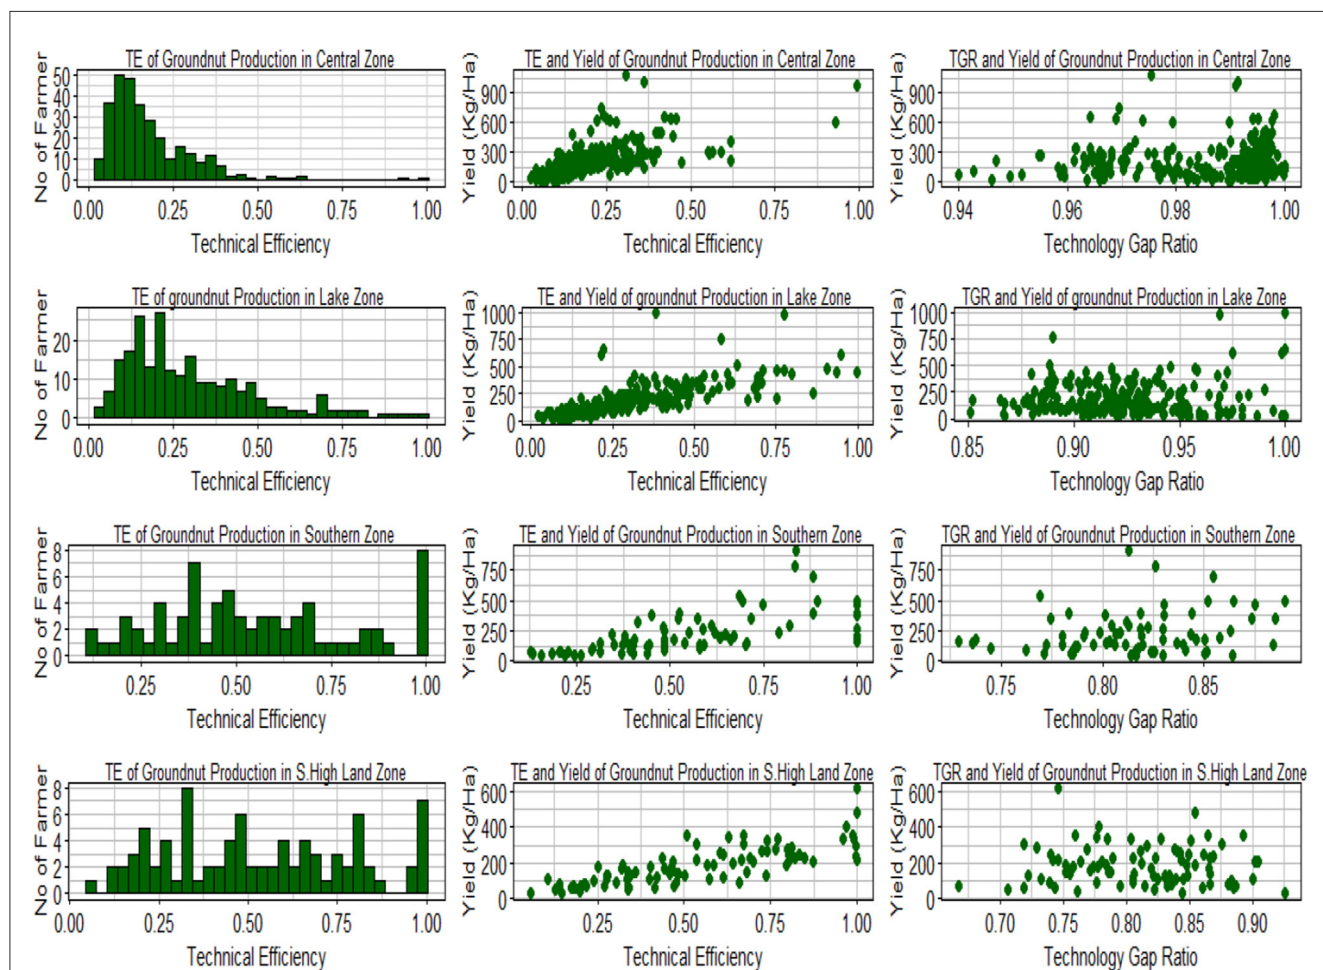 TE of Groundnut Production in Central Zone
No of Farmer
50
40
30
20
10
0
0.00 0.25 0.50 0.75 1.00
Technical Efficiency
TE and Yield of Groundnut Production in Central Zone
Yield (Kg/Ha)
900
600
300
0
0.00 0.25 0.50 0.75 1.00
Technical Efficiency
TGR and Yield of Groundnut Production in Central Zone
Yield (Kg/Ha)
900
600
300
0
0.94 0.96 0.98 1.00
Technology Gap Ratio
TE of groundnut Production in Lake Zone
No of Farmer
20
10
0
0.00 0.25 0.50 0.75 1.00
Technical Efficiency
TE and Yield of groundnut Production in Lake Zone
Yield (Kg/Ha)
1000
750
500
250
0
0.00 0.25 0.50 0.75 1.00
Technical Efficiency
TGR and Yield of groundnut Production in Lake Zone
Yield (Kg/Ha)
1000
750
500
250
0
0.85 0.90 0.95 1.00
Technology Gap Ratio
TE of Groundnut Production in Southern Zone
No of Farmer
8
6
4
2
0
0.25 0.50 0.75 1.00
Technical Efficiency
TE and Yield of Groundnut Production in Southern Zone
Yield (Kg/Ha)
750
500
250
0
0.25 0.50 0.75 1.00
Technical Efficiency
TGR and Yield of Groundnut Production in Southern Zone
Yield (Kg/Ha)
750
500
250
0
0.75 0.80 0.85
Technology Gap Ratio
TE of Groundnut Production in S.High Land Zone
No of Farmer
8
6
4
2
0
0.00 0.25 0.50 0.75 1.00
Technical Efficiency
TE and Yield of Groundnut Production in S.High Land Zone
Yield (Kg/Ha)
600
400
200
0
0.00 0.25 0.50 0.75 1.00
Technical Efficiency
TGR and Yield of Groundnut Production in S.High Land Zone
Yield (Kg/Ha)
600
400
200
0
0.70 0.75 0.80 0.85 0.90
Technology Gap Ratio